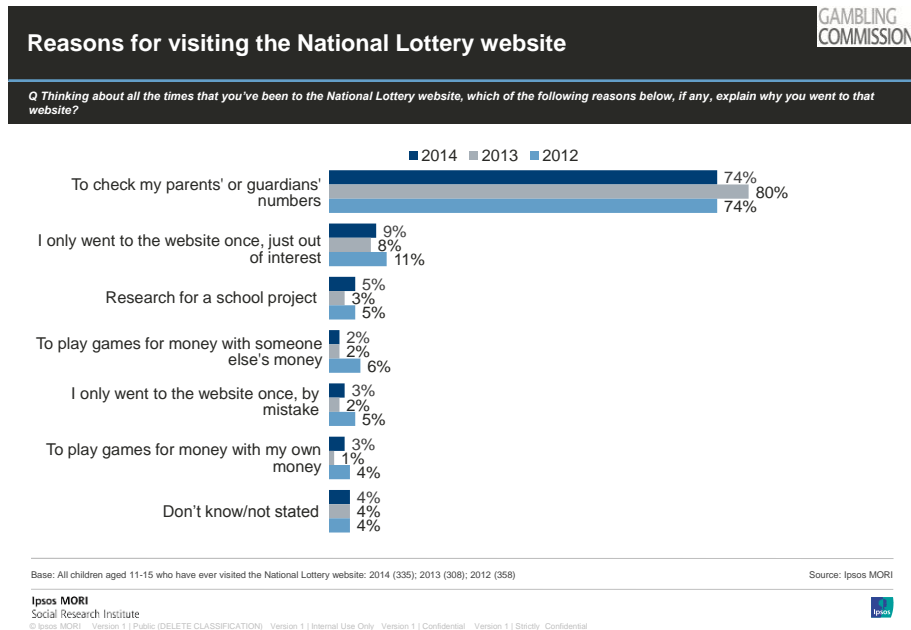 GAMBLING
COMMISSION
Reasons for visiting the National Lottery website
Q Thinking about all the times that you've been to the National Lottery website, which of the following reasons below, if any, explain why you went to that
website?
2014 2013 2012
To check my parents' or guardians'
numbers
74%
80%
74%
I only went to the website once, just out
of interest
9%
8%
11%
Research for a school project
5%
3%
5%
To play games for money with someone
else's money
2%
2%
6%
I only went to the website once, by
mistake
3%
2%
5%
To play games for money with my own
money
3%
1%
4%
Don't know/not stated
4%
4%
4%
Base: All children aged 11-15 who have ever visited the National Lottery website: 2014 (335); 2013 (308); 2012 (358)
Source: Ipsos MORI
Ipsos MORI
Social Research Institute
Ipsos
© Ipsos MORI Version 1 | Public (DELETE CLASSIFICATION) Version 1 | Internal Use Only Version 1 | Confidential Version 1 | Strictly Confidential